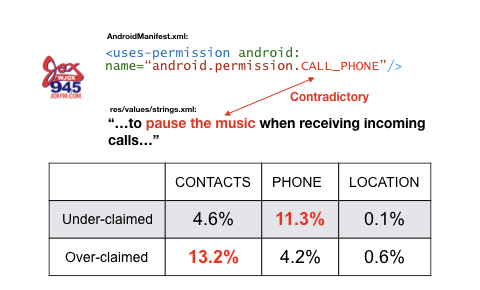 AndroidManifest.xml:
<uses-permission android:
name=“android.permission.CALL_PHONE”/>
jox
WJOX
945
JOXFM.COM
Contradictory
res/values/strings.xml:
“…to pause the music when receiving incoming
calls…”
CONTACTS PHONE LOCATION
Under-claimed 4.6% 11.3% 0.1%
Over-claimed 13.2% 4.2% 0.6%